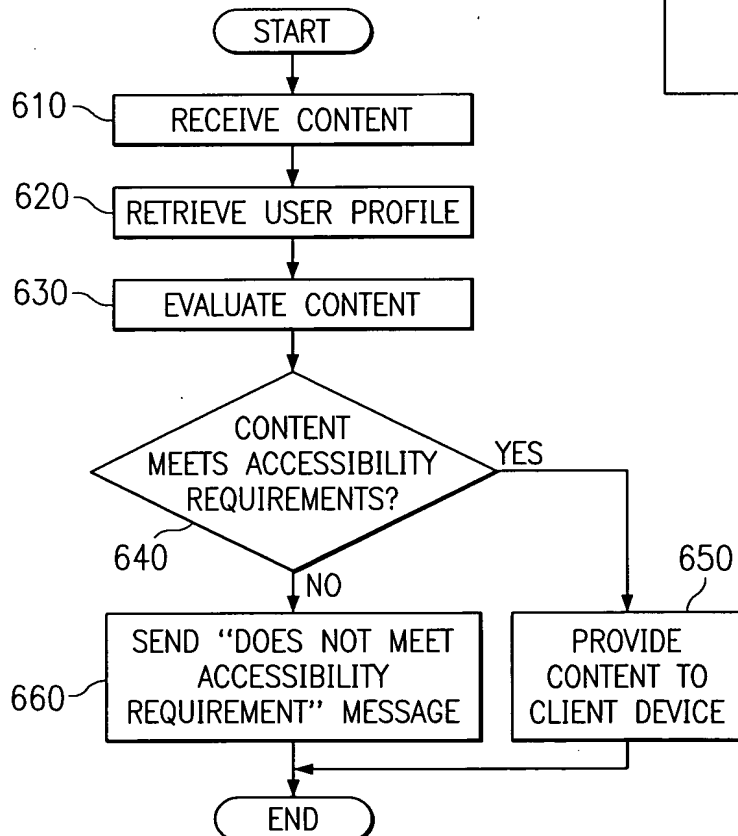 START
610
RECEIVE CONTENT
620
RETRIEVE USER PROFILE
630
EVALUATE CONTENT
CONTENT
MEETS ACCESSIBILITY
REQUIREMENTS?
YES
640
NO
650
SEND “DOES NOT MEET
ACCESSIBILITY
REQUIREMENT” MESSAGE
660
PROVIDE
CONTENT TO
CLIENT DEVICE
END